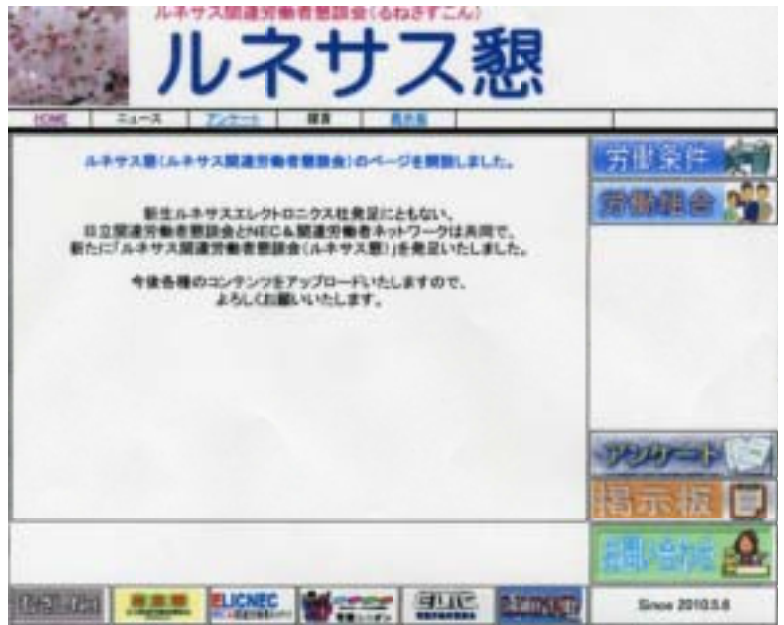 ルネサス関連労働者懇談会(るねさすこん)
ルネサス懇
HOME ニュース アンケート 提言 掲示板
ルネサス懇(ルネサス関連労働者懇談会)のページを開設しました。
新生ルネサスエレクトロニクス社発足にともない、
日立関連労働者懇談会とNEC&関連労働者ネットワークは共同で、
新たに「ルネサス関連労働者懇談会(ルネサス懇)」を発足いたしました。
今後各種のコンテンツをアップロードいたしますので、
よろしくお願いいたします。
労働条件
労働組合
アンケート
掲示板
お問い合わせ
ELICNEC
Since 2010.5.6